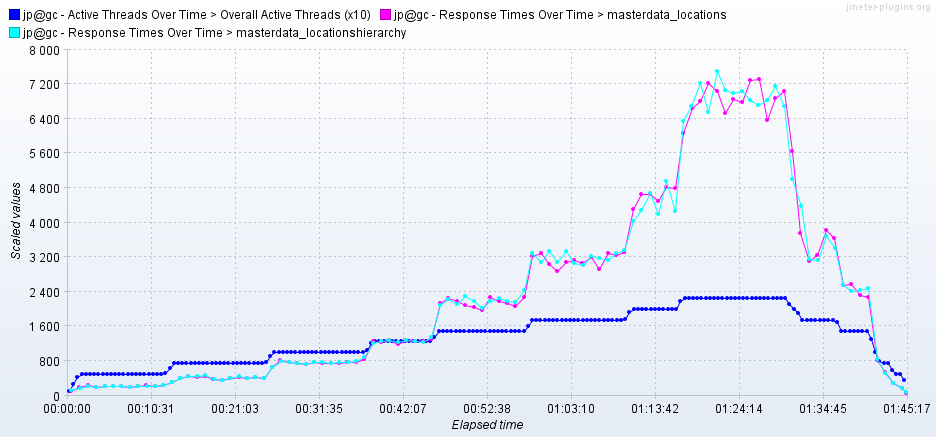 jp@gc - Active Threads Over Time > Overall Active Threads (x10) jp@gc - Response Times Over Time > masterdata_locations
jmeter-plugins.org
jp@gc - Response Times Over Time > masterdata_locationshierarchy
8 000
7 200
6 400
5 600
4 800
4 000
3 200
2 400
1 600
800
0
Scaled values
00:00:00 00:10:31 00:21:03 00:31:35 00:42:07 00:52:38 01:03:10 01:13:42 01:24:14 01:34:45 01:45:17
Elapsed time